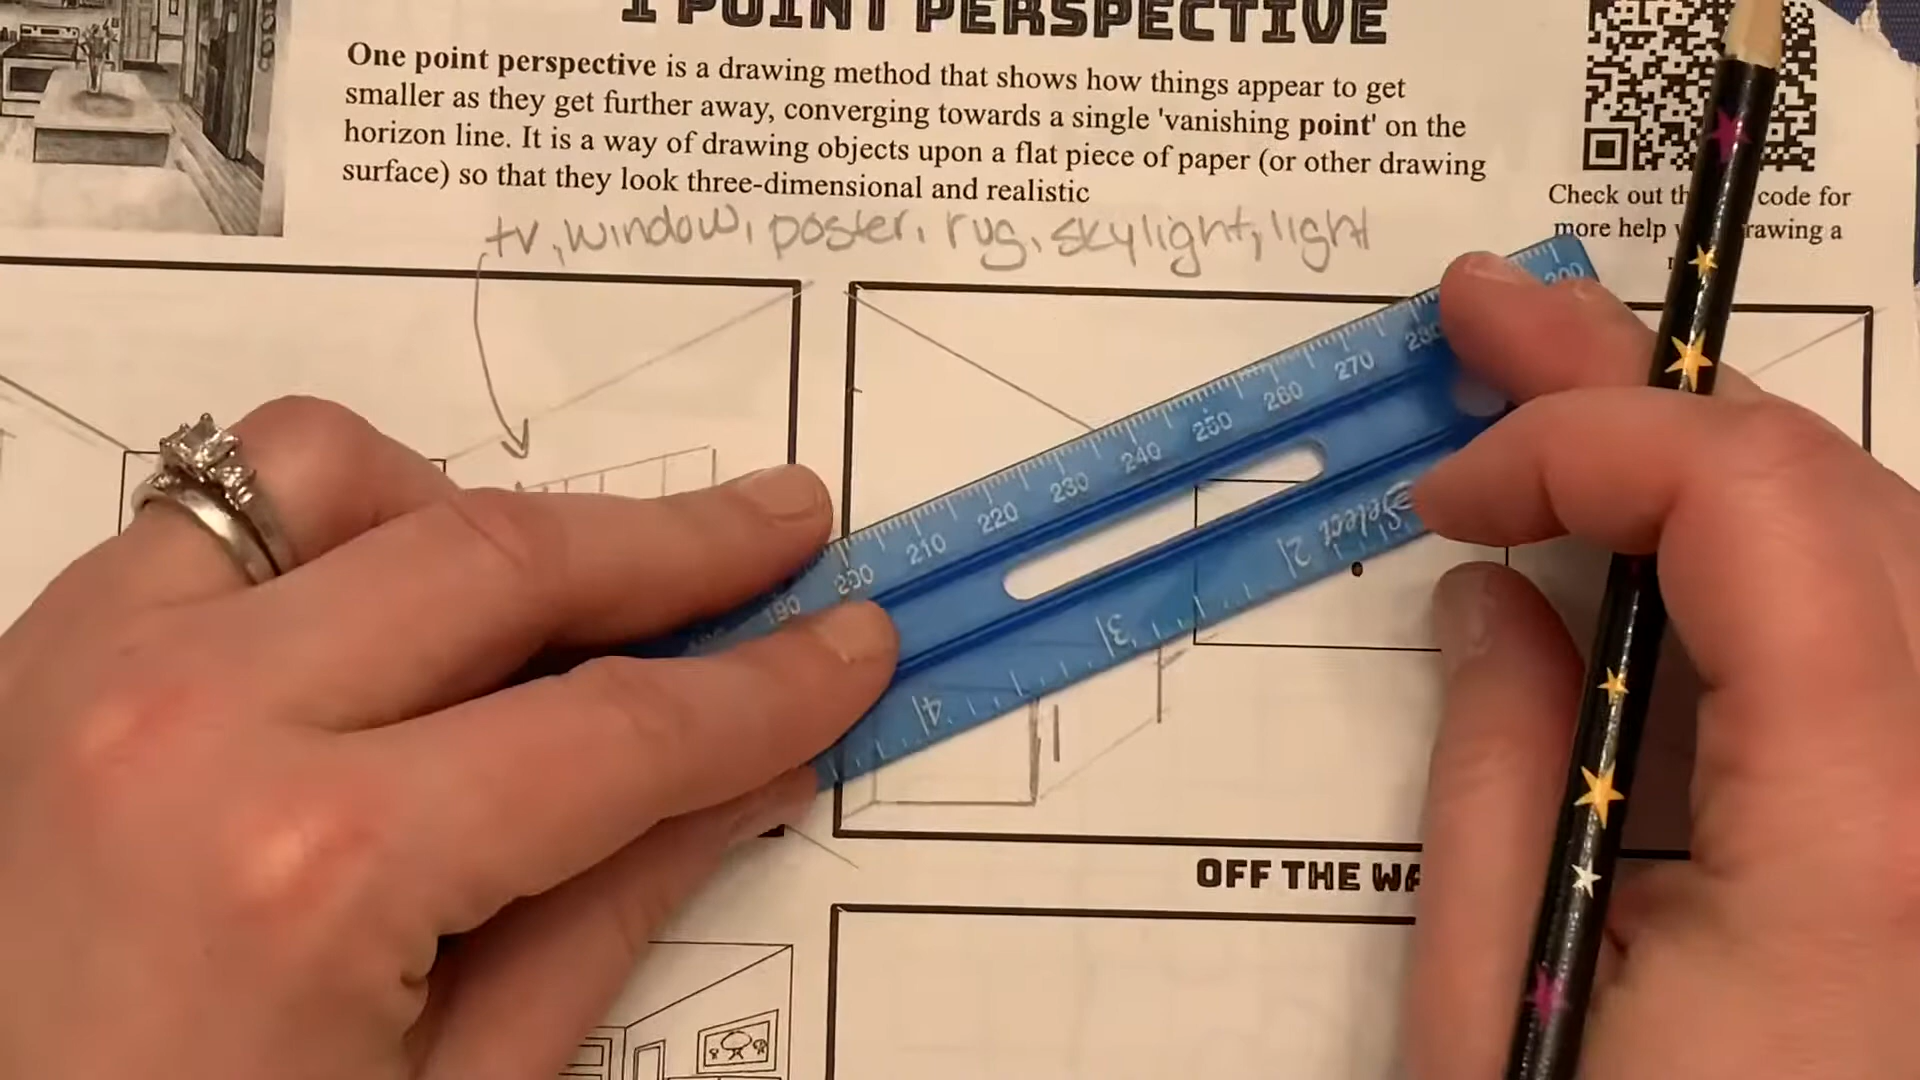 1 POINT PERSPECTIVE
One point perspective is a drawing method that shows how things appear to get
smaller as they get further away, converging towards a single 'vanishing point' on the
horizon line. It is a way of drawing objects upon a flat piece of paper (or other drawing
surface) so that they look three-dimensional and realistic
Check out code for
more help rawing a
tv, window, poster, rug, skylight, light
190 200 210 220 230 240 250 260 270
Select
2 3 4
OFF THE